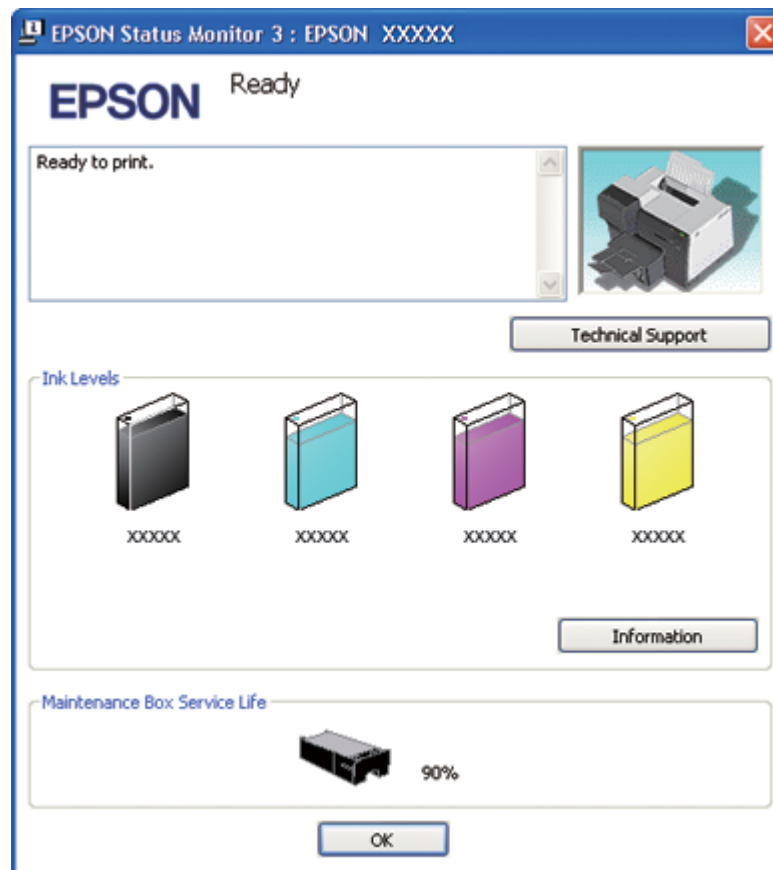 EPSON Status Monitor 3 : EPSON XXXXX
EPSON
Ready
Ready to print.
Technical Support
Ink Levels
XXXXX XXXXX XXXXX XXXXX
Information
Maintenance Box Service Life
90%
OK